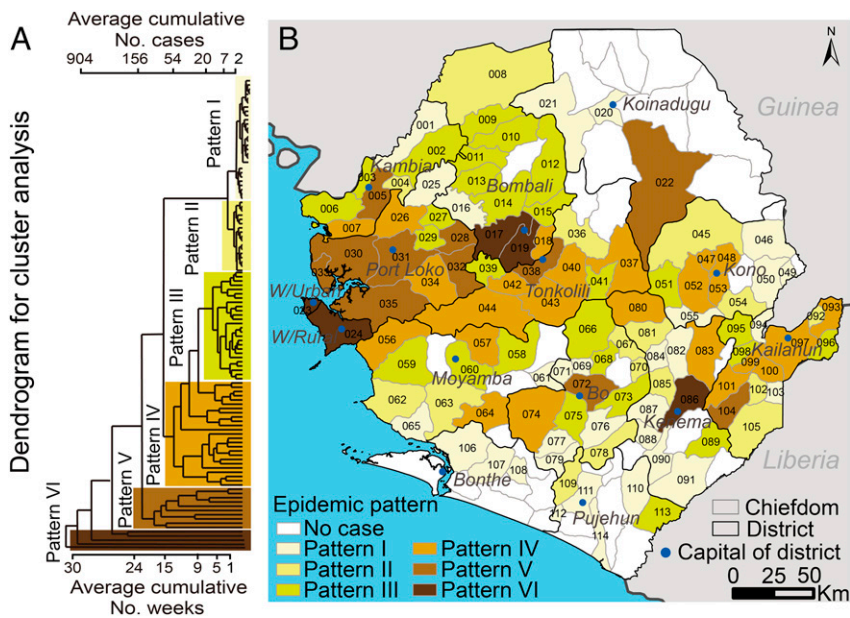 A
Average cumulative
No. cases
904 156 54 20 7 2
Dendrogram for cluster analysis
Pattern I
Pattern II
Pattern III
Pattern IV
Pattern V
Pattern VI
30 24 15 9 5 1
Average cumulative
No. weeks
B
N
Guinea
Liberia
Koinadugu
Kambia
Bombali
Port Loko
Tonkolili
Kono
W/Urban
Kailahun
Moyamba
Bo
Kenema
Bonthe
Pujehun
008
021
020
001
009
010
002
011
012
003
004
005
025
013
022
006
016
014
015
026
027
007
029
028
017
019
018
036
045
046
030
031
032
039
038
040
037
047
048
049
033
034
042
041
051
052
053
050
035
044
043
054
093
023
024
080
055
092
056
057
058
066
081
095
094
097
096
059
060
068
084
082
083
098
099
100
061
071
069
070
072
085
086
101
102
103
062
063
064
074
075
073
087
104
105
065
076
088
089
106
077
078
079
090
107
108
109
110
091
111
112
113
114
Epidemic pattern
No case
Pattern I
Pattern II
Pattern III
Pattern IV
Pattern V
Pattern VI
Chiefdom
District
Capital of district
0 25 50
Km